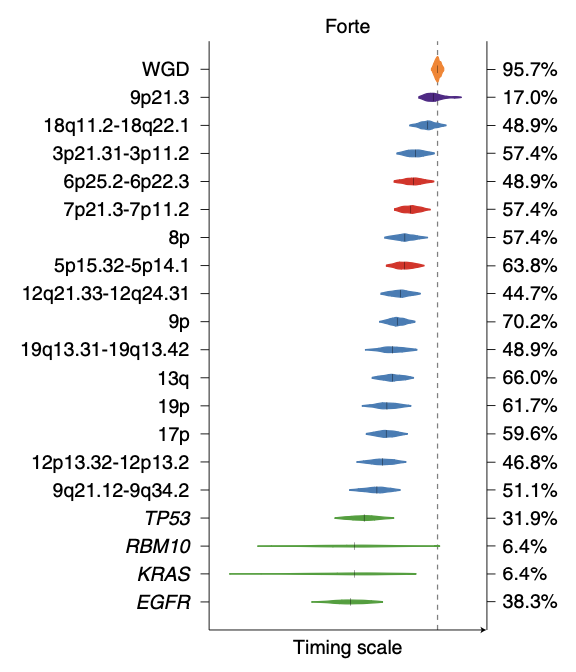 Forte
WGD 95.7%
9p21.3 17.0%
18q11.2-18q22.1 48.9%
3p21.31-3p11.2 57.4%
6p25.2-6p22.3 48.9%
7p21.3-7p11.2 57.4%
8p 57.4%
5p15.32-5p14.1 63.8%
12q21.33-12q24.31 44.7%
9p 70.2%
19q13.31-19q13.42 48.9%
13q 66.0%
19p 61.7%
17p 59.6%
12p13.32-12p13.2 46.8%
9q21.12-9q34.2 51.1%
TP53 31.9%
RBM10 6.4%
KRAS 6.4%
EGFR 38.3%
Timing scale